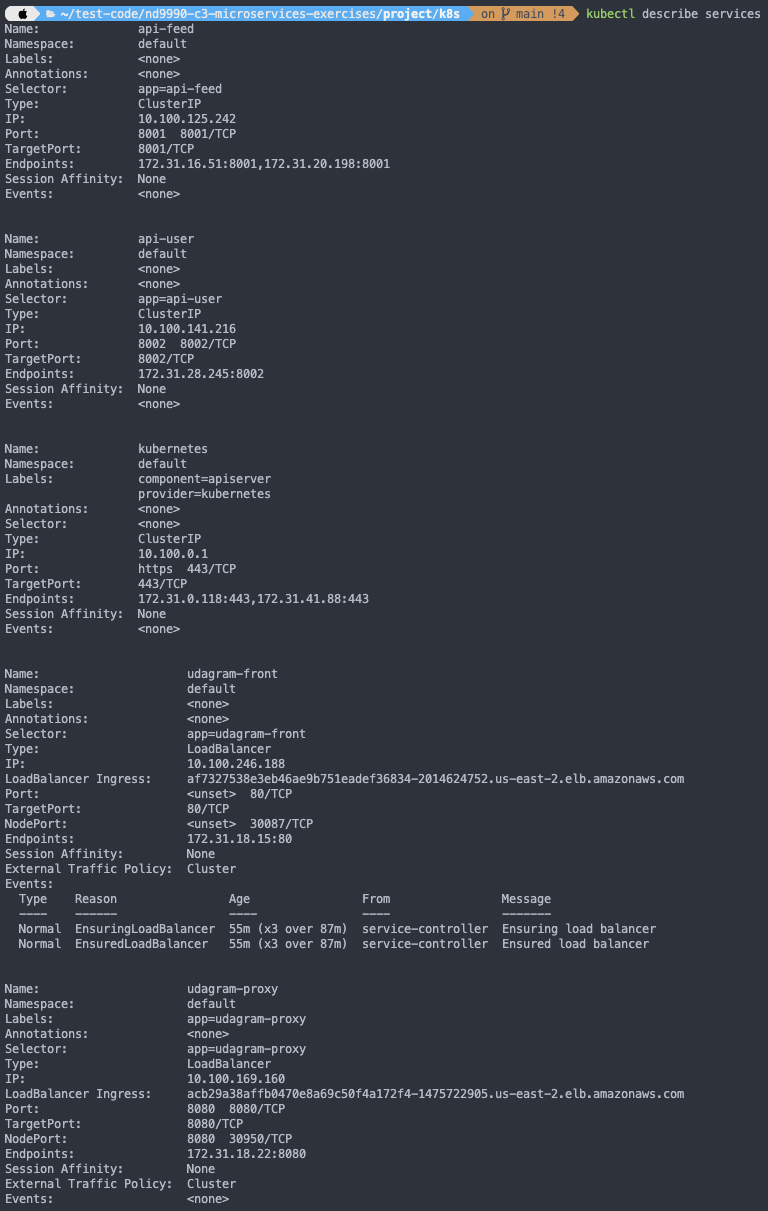 ~/test-code/nd9990-c3-microservices-exercises/project/k8s on main !4 kubectl describe services
Name: api-feed
Namespace: default
Labels: <none>
Annotations: <none>
Selector: app=api-feed
Type: ClusterIP
IP: 10.100.125.242
Port: 8001 8001/TCP
TargetPort: 8001/TCP
Endpoints: 172.31.16.51:8001,172.31.20.198:8001
Session Affinity: None
Events: <none>
Name: api-user
Namespace: default
Labels: <none>
Annotations: <none>
Selector: app=api-user
Type: ClusterIP
IP: 10.100.141.216
Port: 8002 8002/TCP
TargetPort: 8002/TCP
Endpoints: 172.31.28.245:8002
Session Affinity: None
Events: <none>
Name: kubernetes
Namespace: default
Labels: component=apiserver
provider=kubernetes
Annotations: <none>
Selector: <none>
Type: ClusterIP
IP: 10.100.0.1
Port: https 443/TCP
TargetPort: 443/TCP
Endpoints: 172.31.0.118:443,172.31.41.88:443
Session Affinity: None
Events: <none>
Name: udagram-front
Namespace: default
Labels: <none>
Annotations: <none>
Selector: app=udagram-front
Type: LoadBalancer
IP: 10.100.246.188
LoadBalancer Ingress: af7327538e3eb46ae9b751eadef36834-2014624752.us-east-2.elb.amazonaws.com
Port: <unset> 80/TCP
TargetPort: 80/TCP
NodePort: <unset> 30087/TCP
Endpoints: 172.31.18.15:80
Session Affinity: None
External Traffic Policy: Cluster
Events:
Type Reason Age From Message
---- ------ ---- ---- -------
Normal EnsuringLoadBalancer 55m (x3 over 87m) service-controller Ensuring load balancer
Normal EnsuredLoadBalancer 55m (x3 over 87m) service-controller Ensured load balancer
Name: udagram-proxy
Namespace: default
Labels: app=udagram-proxy
Annotations: <none>
Selector: app=udagram-proxy
Type: LoadBalancer
IP: 10.100.169.160
LoadBalancer Ingress: acb29a38affb0470e8a69c50f4a172f4-1475722905.us-east-2.elb.amazonaws.com
Port: 8080 8080/TCP
TargetPort: 8080/TCP
NodePort: 8080 30950/TCP
Endpoints: 172.31.18.22:8080
Session Affinity: None
External Traffic Policy: Cluster
Events: <none>